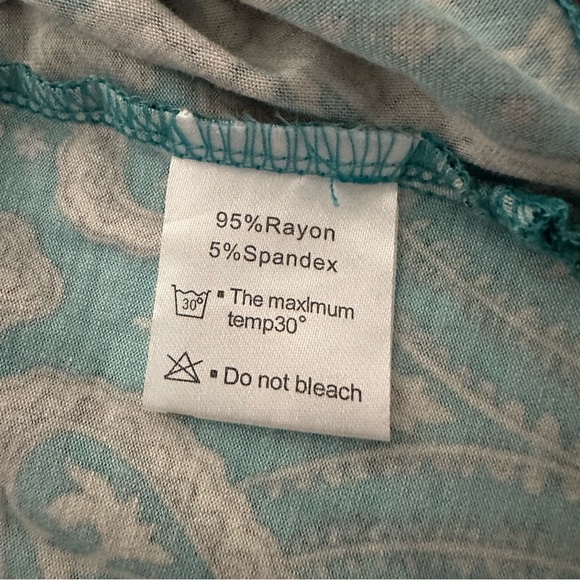 95%Rayon
5%Spandex
30° ▪ The maxlmum
temp30°
▪ Do not bleach